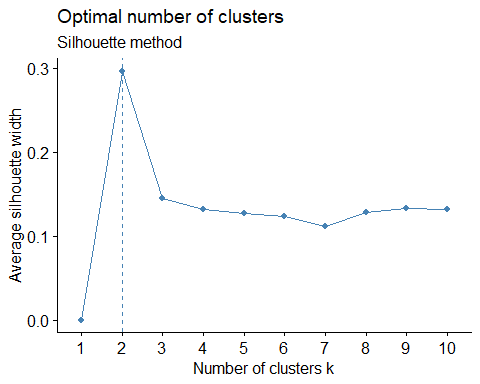 Optimal number of clusters
Silhouette method
Average silhouette width
0.3
0.2
0.1
0.0
1 2 3 4 5 6 7 8 9 10
Number of clusters k